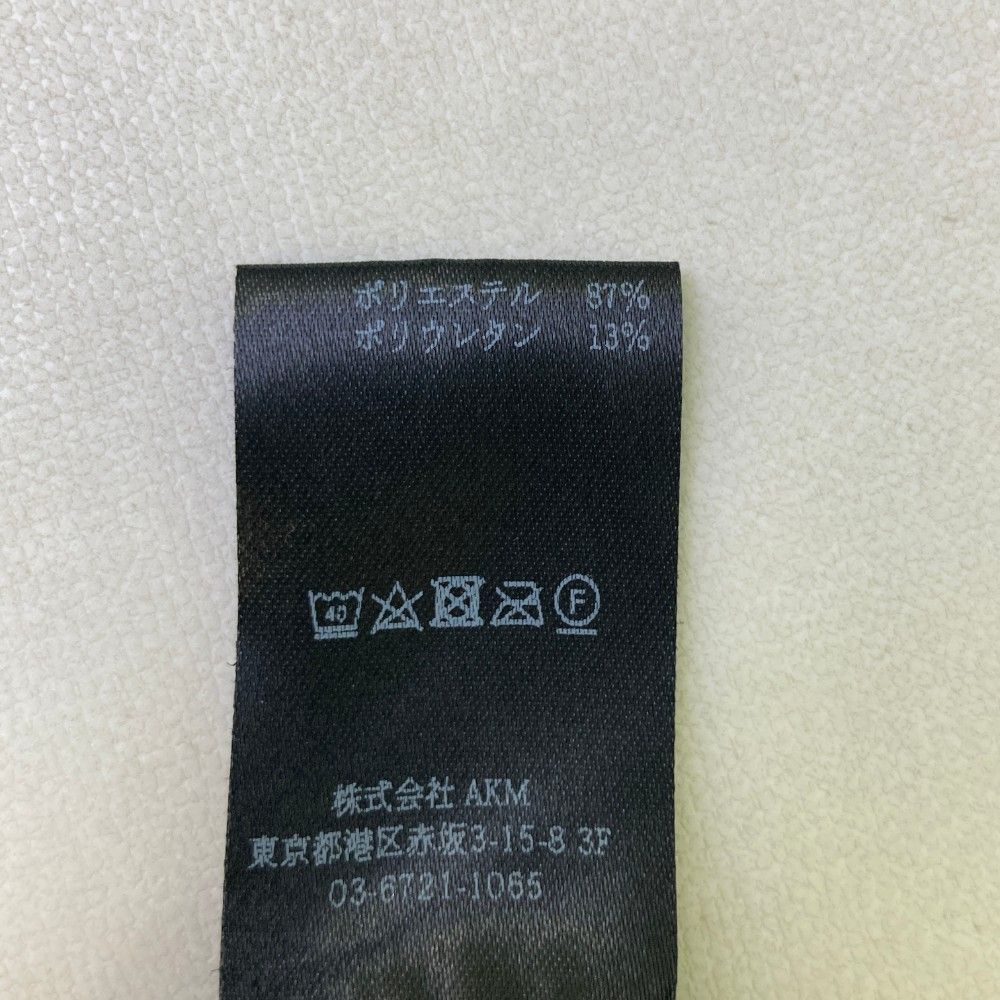 ポリエステル 87%
ポリウレタン 13%
40 F
株式会社 AKM
東京都港区赤坂3-15-8 3F
03-6721-1065